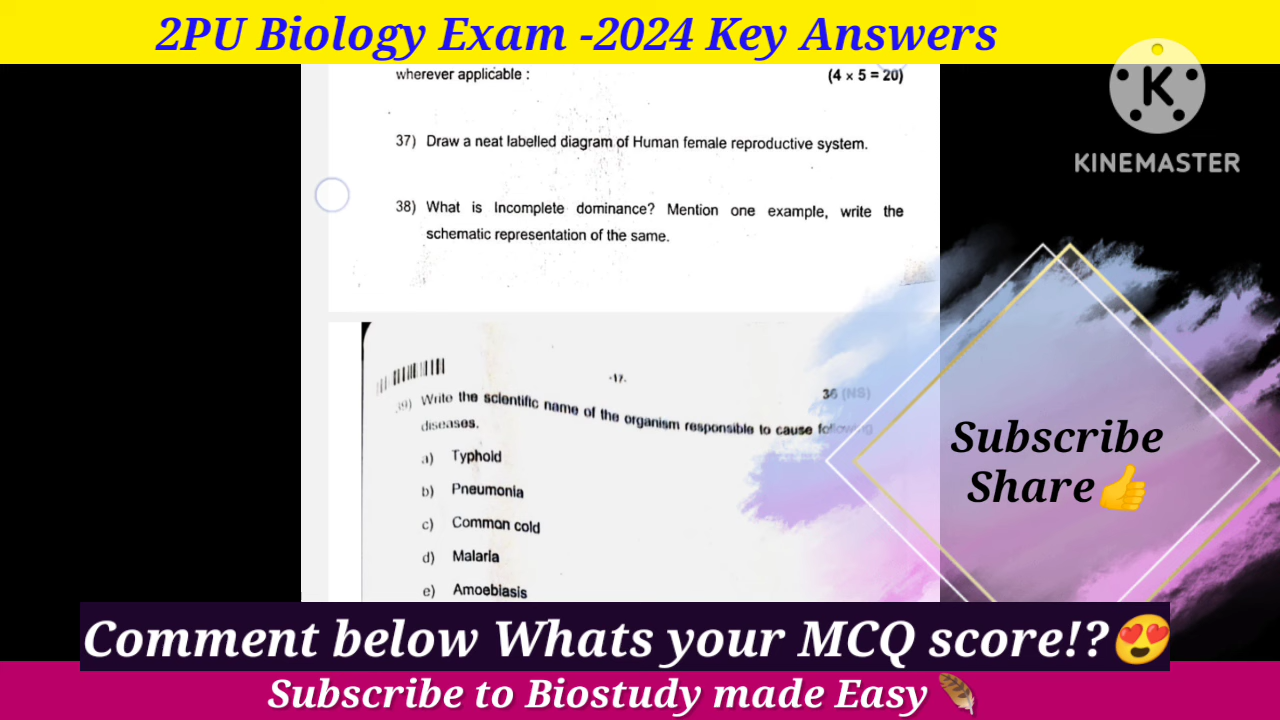 2PU Biology Exam -2024 Key Answers
wherever applicable : (4 × 5 = 20)
KINEMASTER
37) Draw a neat labelled diagram of Human female reproductive system.
38) What is Incomplete dominance? Mention one example, write the
schematic representation of the same.
-17- 36 (NS)
39) Write the scientific name of the organism responsible to cause following
diseases.
a) Typhoid
b) Pneumonia
c) Common cold
d) Malaria
e) Amoebiasis
Subscribe
Share👍
Comment below Whats your MCQ score!?😍
Subscribe to Biostudy made Easy 🪶